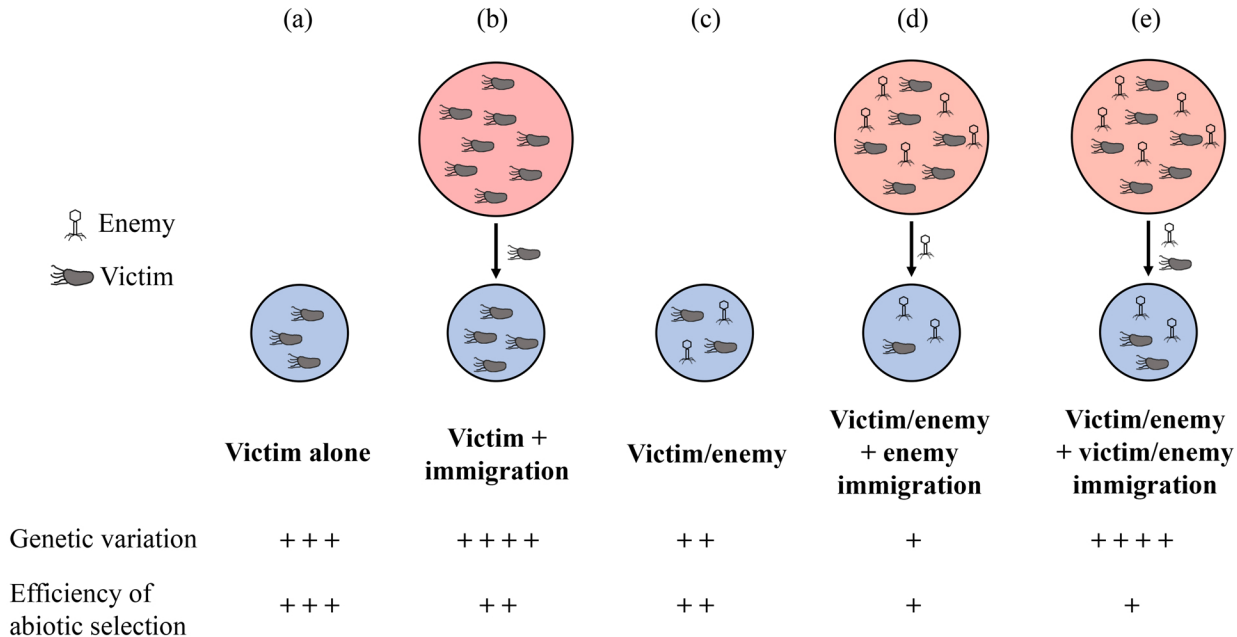 (a) (b) (c) (d) (e)
Enemy
Victim
Victim alone
Victim +
immigration
Victim/enemy
Victim/enemy
+ enemy
immigration
Victim/enemy
+ victim/enemy
immigration
Genetic variation +++ ++++ ++ + ++++
Efficiency of
abiotic selection +++ ++ ++ + +